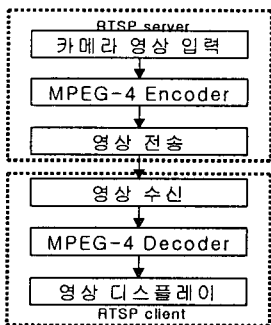 RTSP server
카메라 영상 입력
MPEG-4 Encoder
영상 전송
영상 수신
MPEG-4 Decoder
영상 디스플레이
RTSP client